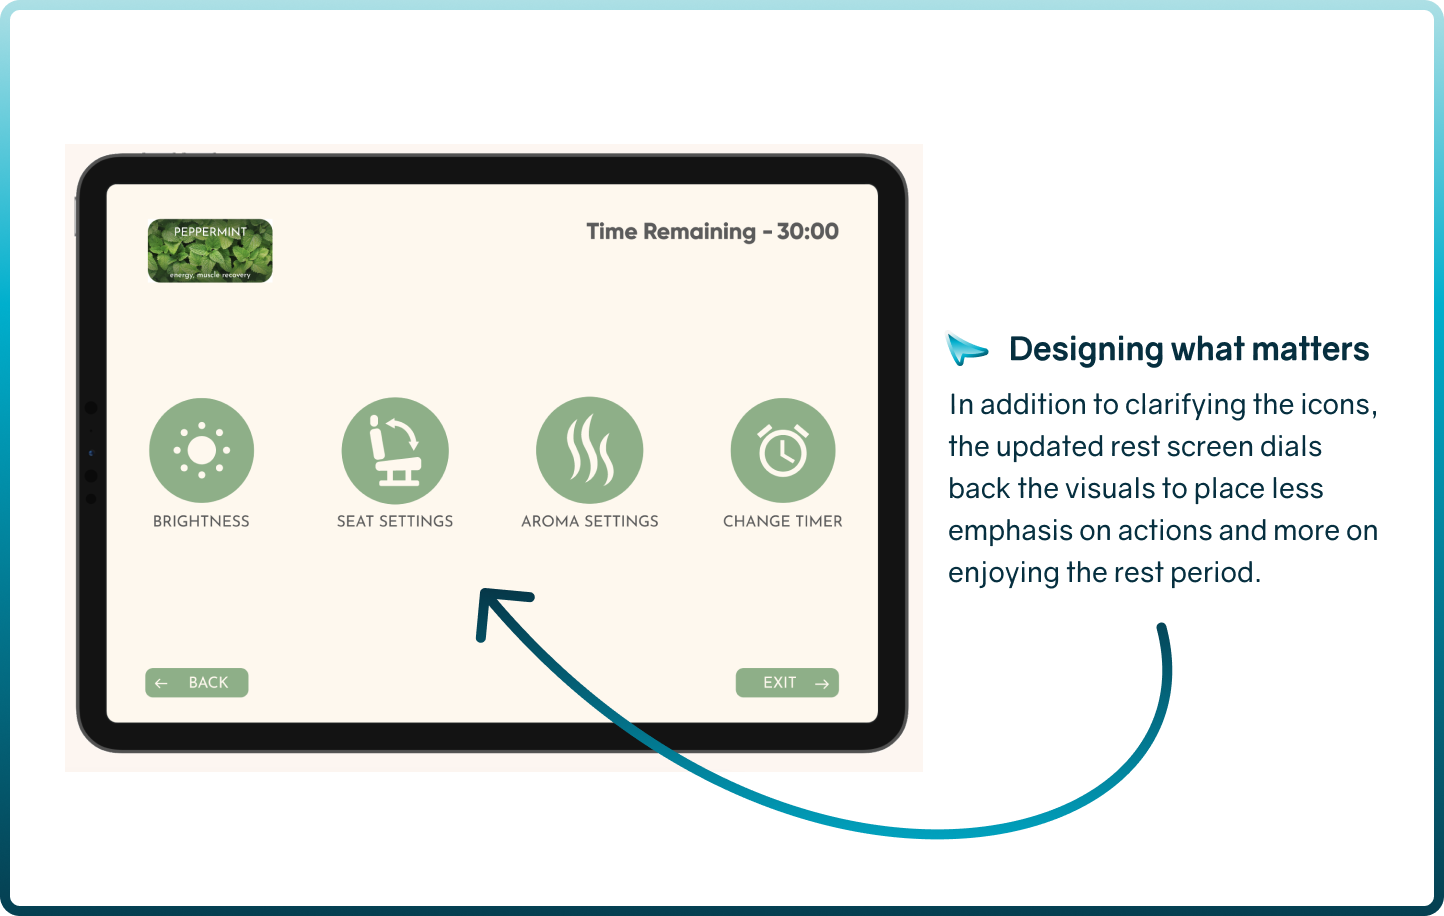 PEPPERMINT
energy, muscle recovery
Time Remaining - 30:00
BRIGHTNESS
SEAT SETTINGS
AROMA SETTINGS
CHANGE TIMER
← BACK
EXIT →
Designing what matters
In addition to clarifying the icons,
the updated rest screen dials
back the visuals to place less
emphasis on actions and more on
enjoying the rest period.